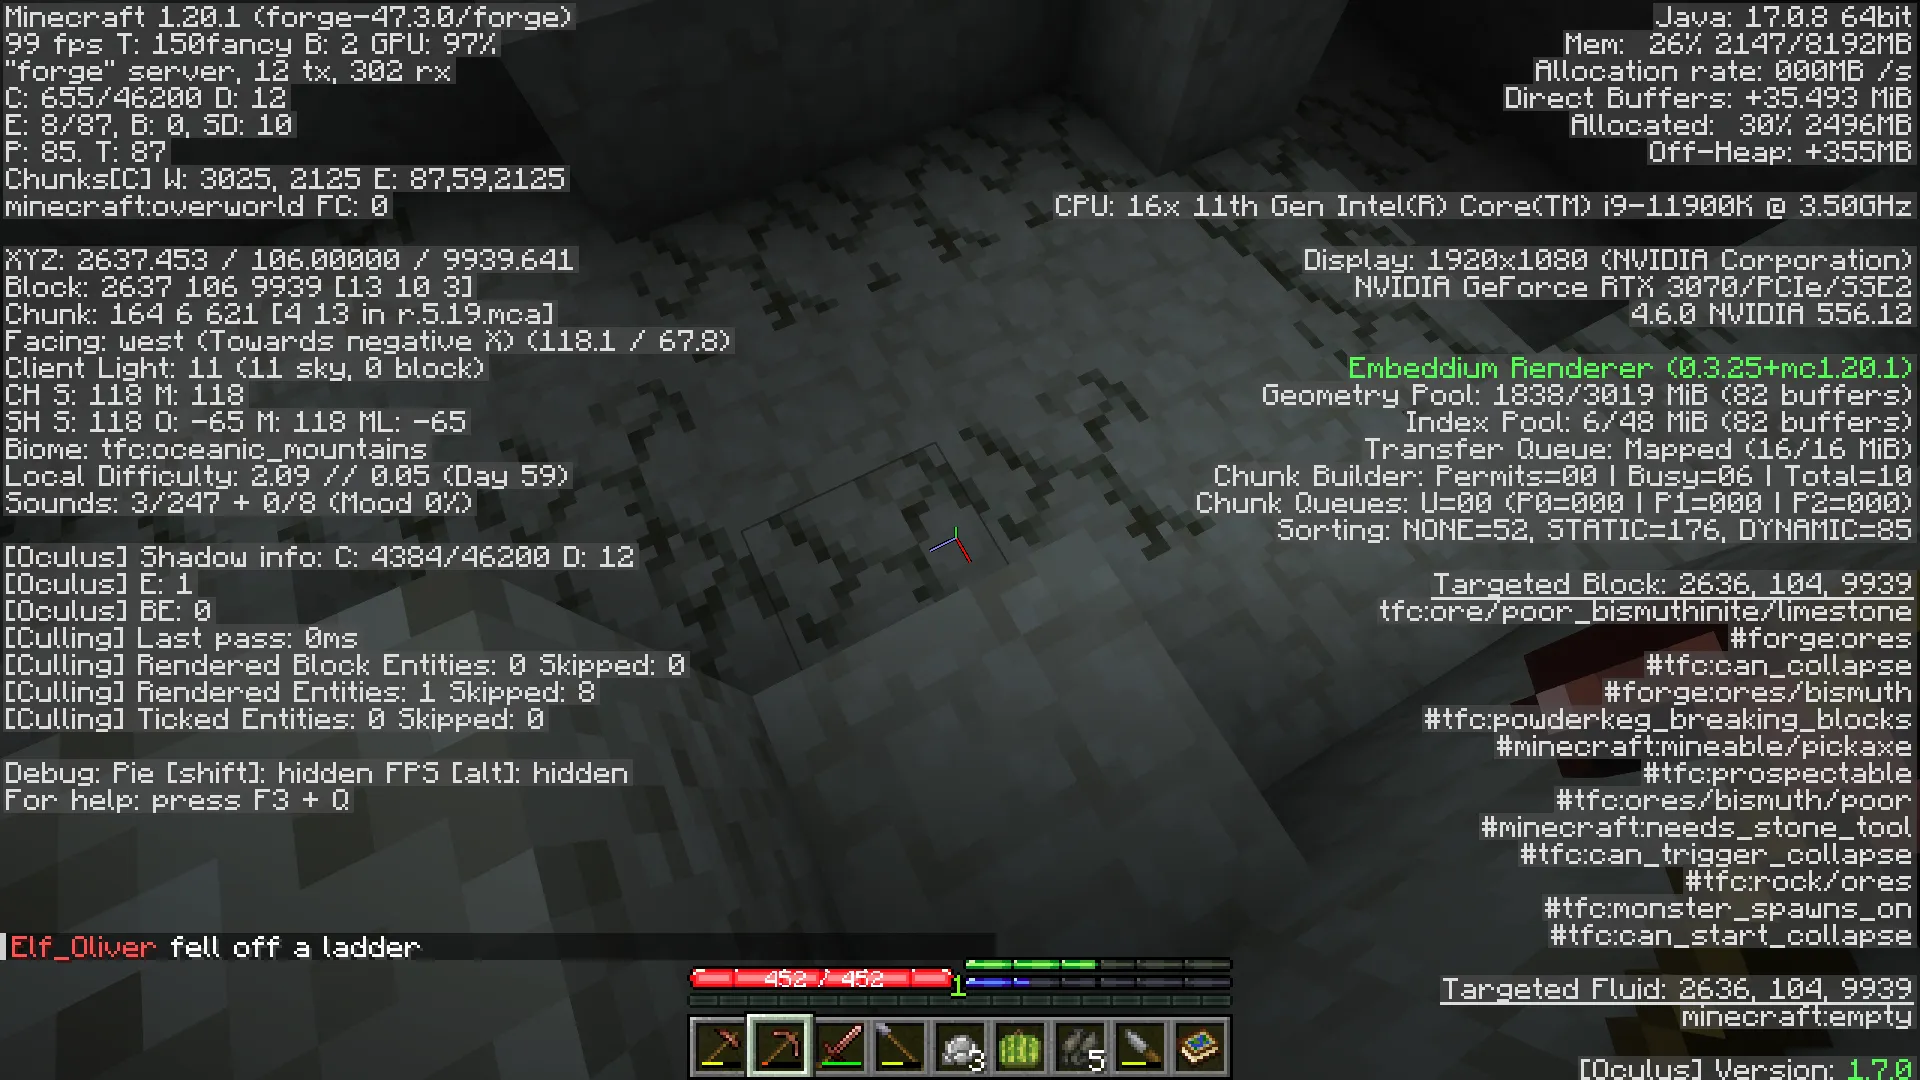 Minecraft 1.20.1 (forge-47.3.0/forge)
99 fps T: 150fancy B: 2 GPU: 97%
"forge" server, 12 tx, 302 rx
C: 655/46200 D: 12
E: 8/87, B: 0, SD: 10
P: 85. T: 87
Chunks[C] W: 3025, 2125 E: 87,59,2125
minecraft:overworld FC: 0
XYZ: 2637.453 / 106.00000 / 9939.641
Block: 2637 106 9939 [13 10 3]
Chunk: 164 6 621 [4 13 in r.5.19.mca]
Facing: west (Towards negative X) (118.1 / 67.8)
Client Light: 11 (11 sky, 0 block)
CH S: 118 M: 118
SH S: 118 O: -65 M: 118 ML: -65
Biome: tfc:oceanic_mountains
Local Difficulty: 2.09 // 0.05 (Day 59)
Sounds: 3/247 + 0/8 (Mood 0%)
[Oculus] Shadow info: C: 4384/46200 D: 12
[Oculus] E: 1
[Oculus] BE: 0
[Culling] Last pass: 0ms
[Culling] Rendered Block Entities: 0 Skipped: 0
[Culling] Rendered Entities: 1 Skipped: 8
[Culling] Ticked Entities: 0 Skipped: 0
Debug: Pie [shift]: hidden FPS [alt]: hidden
For help: press F3 + Q
Java: 17.0.8 64bit
Mem: 26% 2147/8192MB
Allocation rate: 000MB /s
Direct Buffers: +35.493 MiB
Allocated: 30% 2496MB
Off-Heap: +355MB
CPU: 16x 11th Gen Intel(R) Core(TM) i9-11900K @ 3.50GHz
Display: 1920x1080 (NVIDIA Corporation)
NVIDIA GeForce RTX 3070/PCIe/SSE2
4.6.0 NVIDIA 556.12
Embeddium Renderer (0.3.25+mc1.20.1)
Geometry Pool: 1838/3019 MiB (82 buffers)
Index Pool: 6/48 MiB (82 buffers)
Transfer Queue: Mapped (16/16 MiB)
Chunk Builder: Permits=00 | Busy=06 | Total=10
Chunk Queues: U=00 (P0=000 | P1=000 | P2=000)
Sorting: NONE=52, STATIC=176, DYNAMIC=85
Targeted Block: 2636, 104, 9939
tfc:ore/poor_bismuthinite/limestone
#forge:ores
#tfc:can_collapse
#forge:ores/bismuth
#tfc:powderkeg_breaking_blocks
#minecraft:mineable/pickaxe
#tfc:prospectable
#tfc:ores/bismuth/poor
#minecraft:needs_stone_tool
#tfc:can_trigger_collapse
#tfc:rock/ores
#tfc:monster_spawns_on
#tfc:can_start_collapse
Targeted Fluid: 2636, 104, 9939
minecraft:empty
[Oculus] Version: 1.7.0
Elf_Oliver fell off a ladder
452 / 452
1
3
5